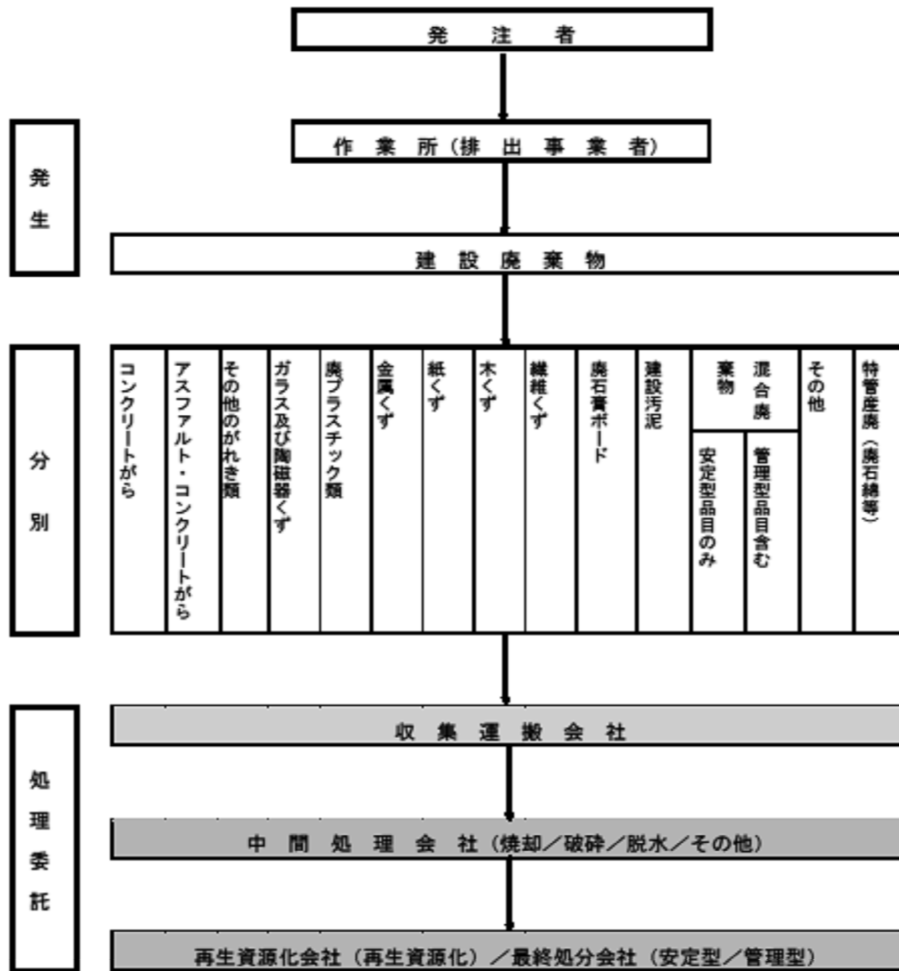 発注者
作業所（排出事業者）
発生
建設廃棄物
分別
コンクリートがら
アスファルト・コンクリートがら
その他のがれき類
ガラス及び陶磁器くず
廃プラスチック類
金属くず
紙くず
木くず
繊維くず
廃石膏ボード
建設汚泥
混合廃
棄物
安定型品目のみ
管理型品目含む
その他
特管産廃（廃石綿等）
処理委託
収集運搬会社
中間処理会社（焼却／破砕／脱水／その他）
再生資源化会社（再生資源化）／最終処分会社（安定型／管理型）